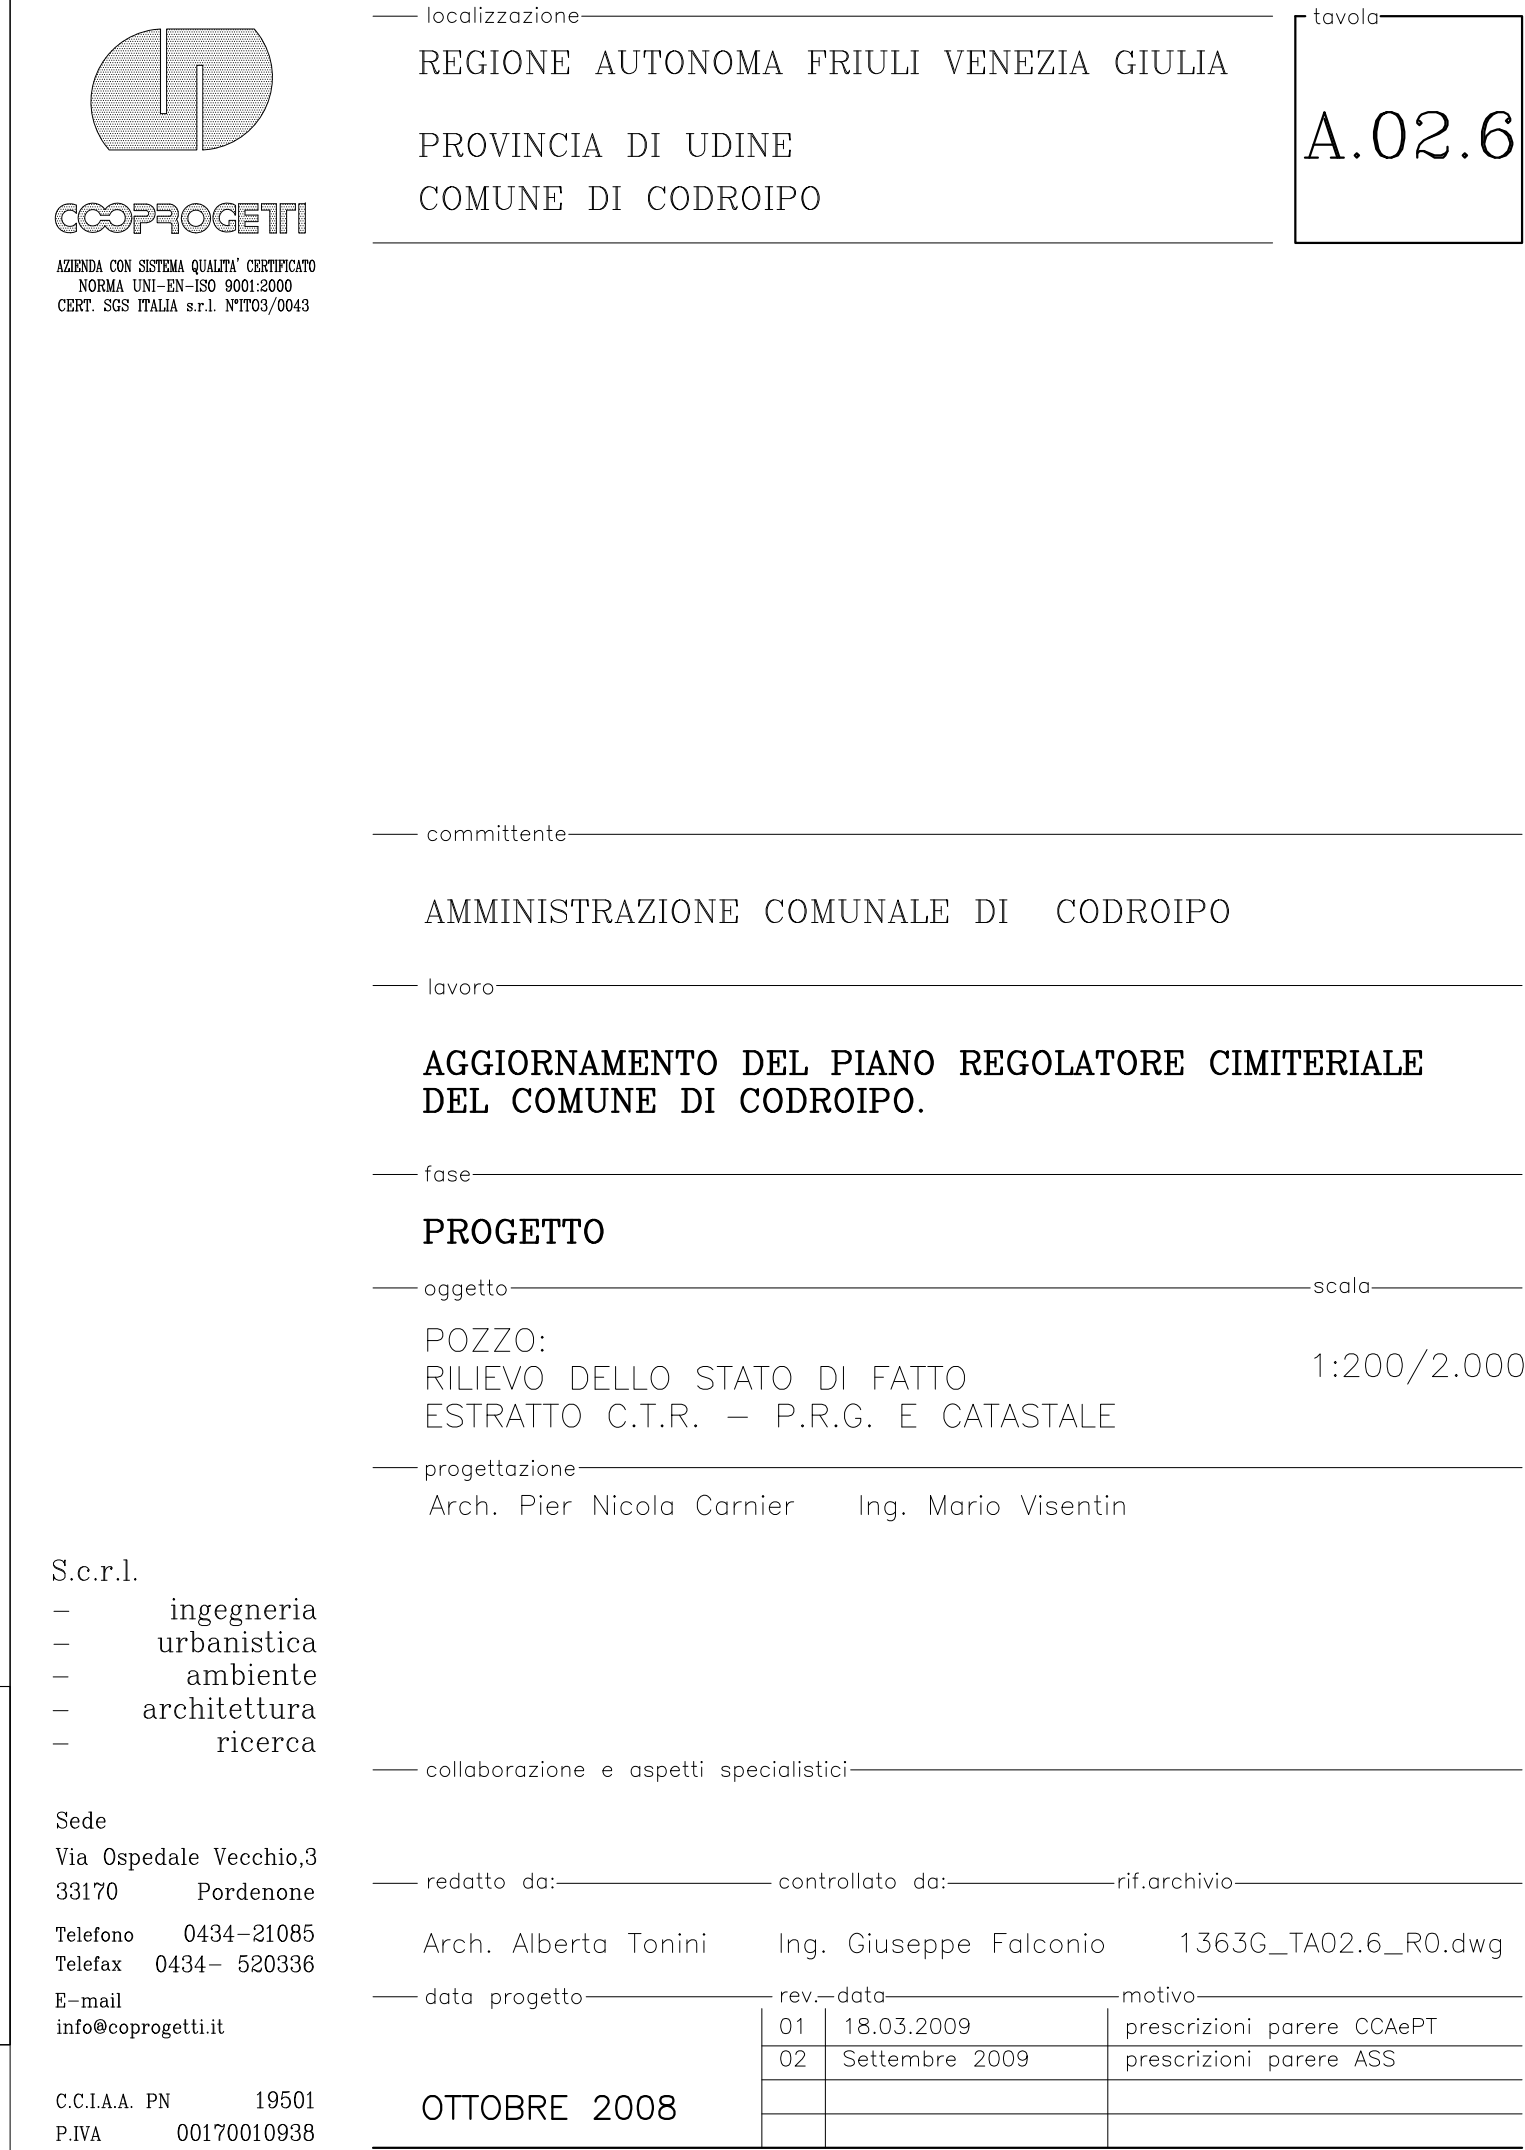 localizzazione
REGIONE AUTONOMA FRIULI VENEZIA GIULIA
PROVINCIA DI UDINE
COMUNE DI CODROIPO
tavola
A.02.6
COOPROGETTI
AZIENDA CON SISTEMA QUALITA' CERTIFICATO
NORMA UNI-EN-ISO 9001:2000
CERT. SGS ITALIA s.r.l. N°IT03/0043
committente
AMMINISTRAZIONE COMUNALE DI CODROIPO
lavoro
AGGIORNAMENTO DEL PIANO REGOLATORE CIMITERIALE
DEL COMUNE DI CODROIPO.
fase
PROGETTO
oggetto
scala
POZZO:
RILIEVO DELLO STATO DI FATTO
ESTRATTO C.T.R. - P.R.G. E CATASTALE
1:200/2.000
progettazione
Arch. Pier Nicola Carnier Ing. Mario Visentin
S.c.r.l.
- ingegneria
- urbanistica
- ambiente
- architettura
- ricerca
collaborazione e aspetti specialistici
Sede
Via Ospedale Vecchio,3
33170 Pordenone
Telefono 0434-21085
Telefax 0434- 520336
E-mail
info@coprogetti.it
C.C.I.A.A. PN 19501
P.IVA 00170010938
redatto da: controllato da: rif.archivio
Arch. Alberta Tonini Ing. Giuseppe Falconio 1363G_TA02.6_R0.dwg
data progetto rev. data motivo
01 18.03.2009 prescrizioni parere CCAePT
02 Settembre 2009 prescrizioni parere ASS
OTTOBRE 2008